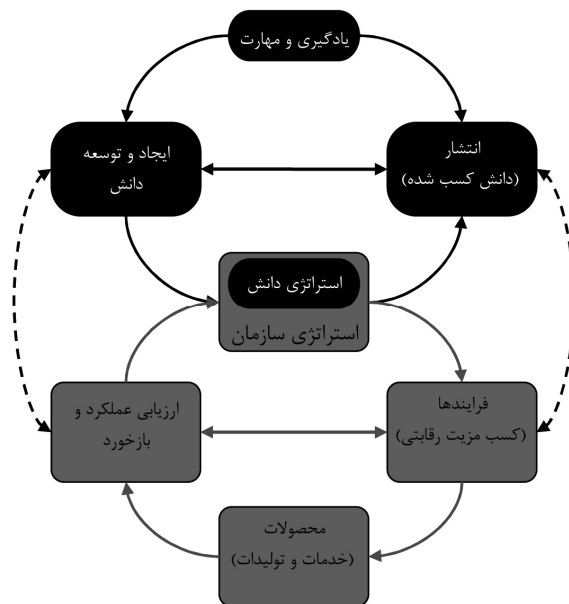 یادگیری و مهارت
انتشار
(دانش کسب شده)
ایجاد و توسعه
دانش
استراتژی دانش
استراتژی سازمان
فرایندها
(کسب مزیت رقابتی)
ارزیابی عملکرد و
بازخورد
محصولات
(خدمات و تولیدات)